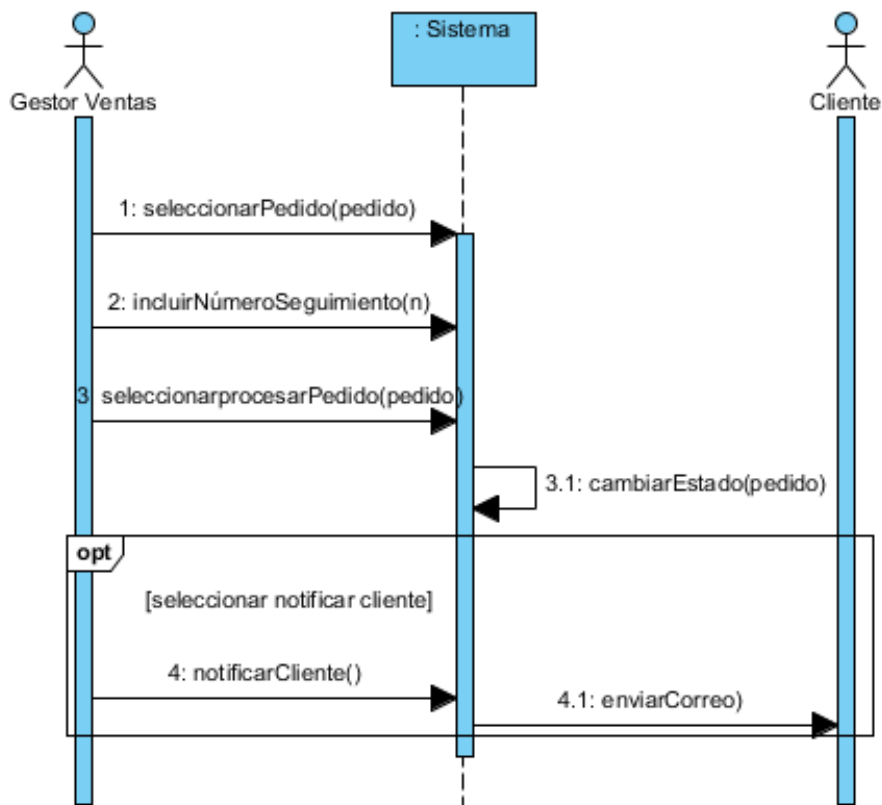 : Sistema
Gestor Ventas
Cliente
1: seleccionarPedido(pedido)
2: incluirNúmeroSeguimiento(n)
3 seleccionarprocesarPedido(pedido)
3.1: cambiarEstado(pedido)
opt
[seleccionar notificar cliente]
4: notificarCliente()
4.1: enviarCorreo)